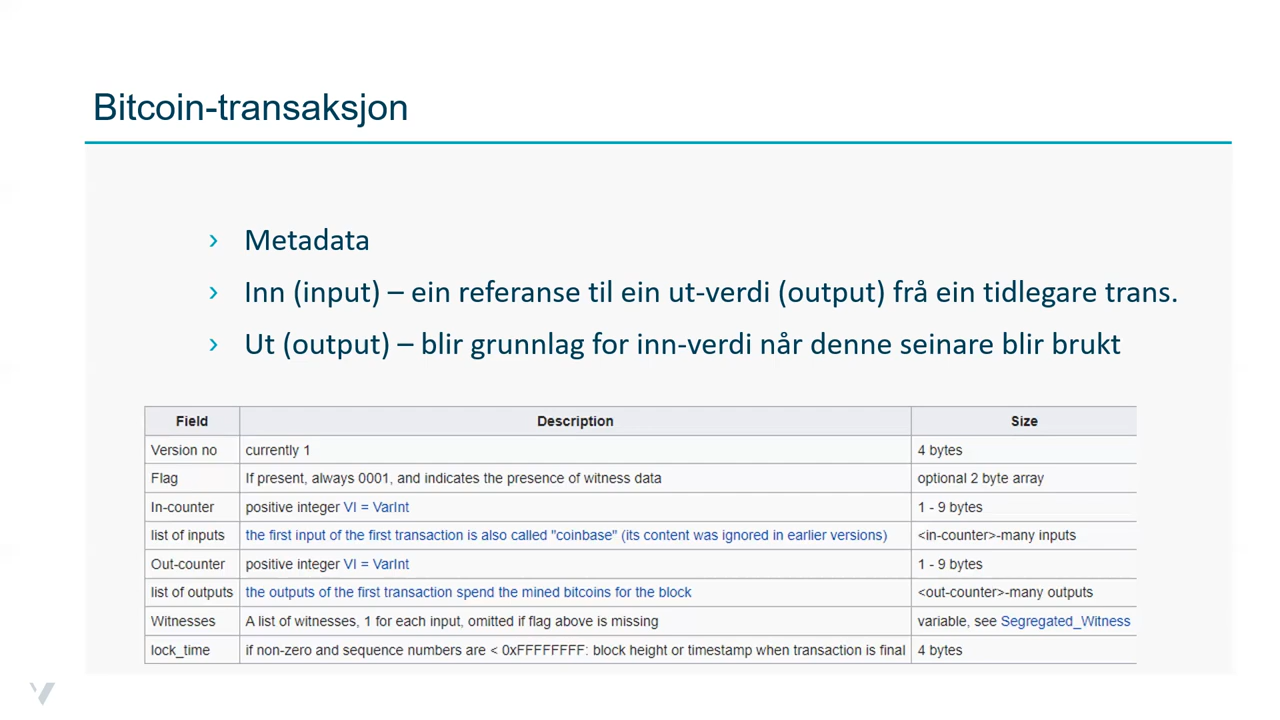 Bitcoin-transaksjon
› Metadata
› Inn (input) – ein referanse til ein ut-verdi (output) frå ein tidlegare trans.
› Ut (output) – blir grunnlag for inn-verdi når denne seinare blir brukt
Field Description Size
Version no currently 1 4 bytes
Flag If present, always 0001, and indicates the presence of witness data optional 2 byte array
In-counter positive integer VI = VarInt 1 - 9 bytes
list of inputs the first input of the first transaction is also called "coinbase" (its content was ignored in earlier versions) <in-counter>-many inputs
Out-counter positive integer VI = VarInt 1 - 9 bytes
list of outputs the outputs of the first transaction spend the mined bitcoins for the block <out-counter>-many outputs
Witnesses A list of witnesses, 1 for each input, omitted if flag above is missing variable, see Segregated_Witness
lock_time if non-zero and sequence numbers are < 0xFFFFFFFF: block height or timestamp when transaction is final 4 bytes